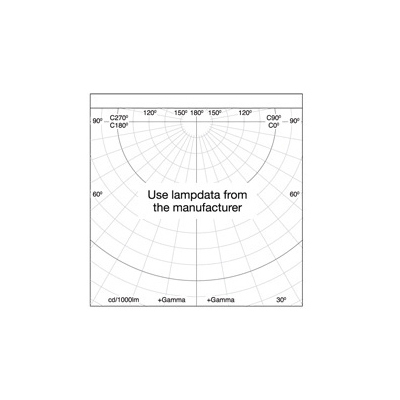 120º 150º 180º 150º 120º
90º C270º C90º 90º
C180º C0º
60º 60º
Use lampdata from
the manufacturer
cd/1000lm +Gamma +Gamma 30º